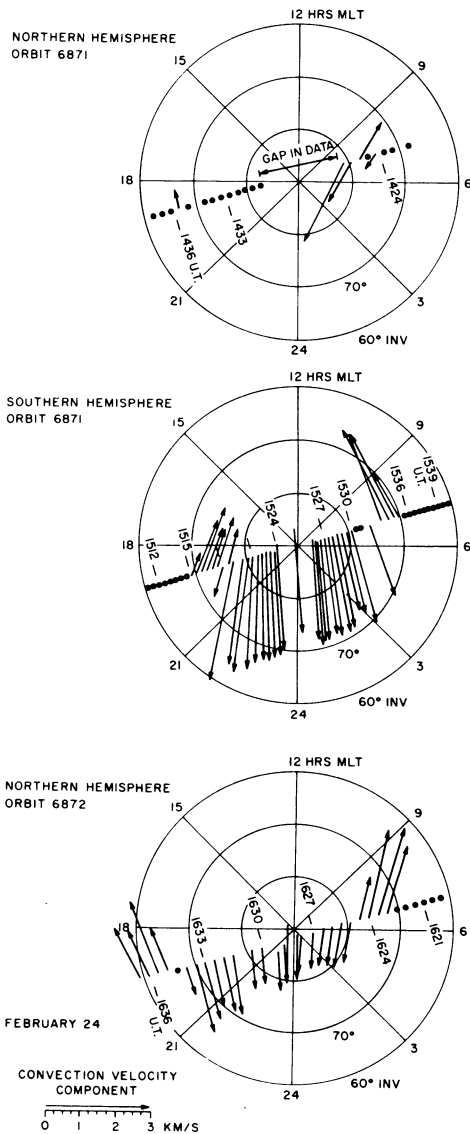 12 HRS MLT
NORTHERN HEMISPHERE
ORBIT 6871
15
9
GAP IN DATA
18
6
1424
1433
1436 U.T.
21
70°
3
24
60° INV
12 HRS MLT
SOUTHERN HEMISPHERE
ORBIT 6871
15
9
1539
U.T.
1536
1530
1527
1524
1515
1512
18
6
21
70°
3
24
60° INV
12 HRS MLT
NORTHERN HEMISPHERE
ORBIT 6872
15
9
1627
1630
1633
18
6
1621
1624
1636
U.T.
FEBRUARY 24
21
70°
3
24
60° INV
CONVECTION VELOCITY
COMPONENT
0 1 2 3 KM/S